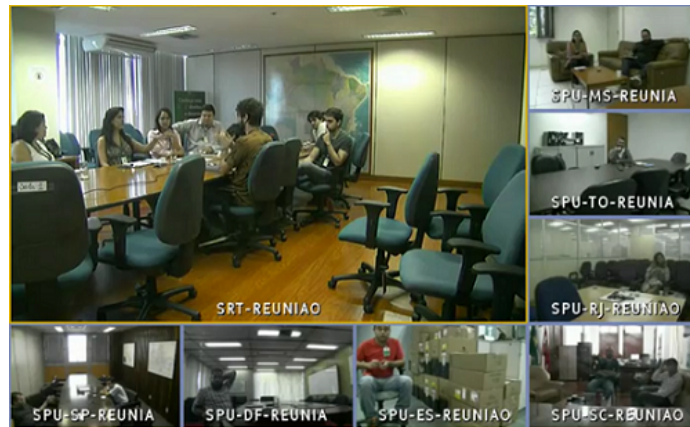 SPU-MS-REUNIA
SPU-TO-REUNIA
SPU-RJ-REUNIAO
SRT-REUNIAO
SPU-SP-REUNIA
SPU-DF-REUNIA
SPU-ES-REUNIAO
SPU-SC-REUNIAO